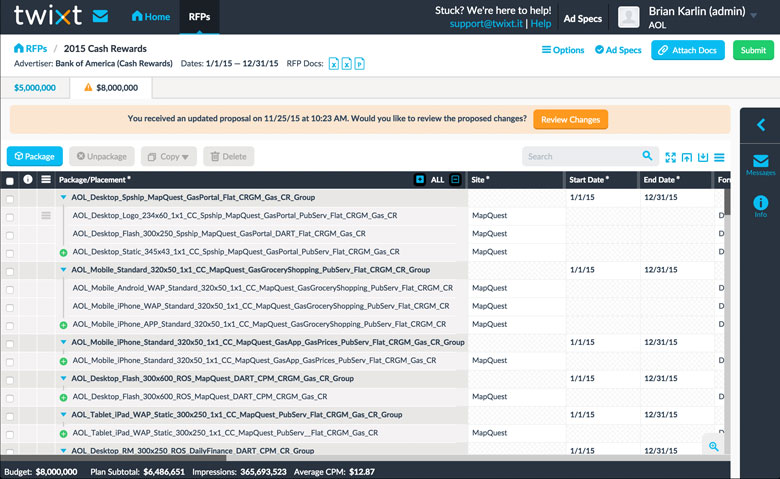 twixt
Home
RFPs
Stuck? We're here to help!
support@twixt.it | Help
Ad Specs
Brian Karlin (admin)
AOL
RFPs / 2015 Cash Rewards
Options
Ad Specs
Attach Docs
Submit
Advertiser: Bank of America (Cash Rewards) Dates: 1/1/15 — 12/31/15 RFP Docs:
$5,000,000
$8,000,000
You received an updated proposal on 11/25/15 at 10:23 AM. Would you like to review the proposed changes?
Review Changes
Package
Unpackage
Copy
Delete
Search
Messages
Info
Package/Placement * ALL Site * Start Date * End Date * For
AOL_Desktop_Spship_MapQuest_GasPortal_Flat_CRGM_Gas_CR_Group 1/1/15 12/31/15
AOL_Desktop_Logo_234x60_1x1_CC_Spship_MapQuest_GasPortal_PubServ_Flat_CRGM_Gas_CR MapQuest D
AOL_Desktop_Flash_300x250_Spship_MapQuest_GasPortal_DART_Flat_CRGM_Gas_CR MapQuest D
AOL_Desktop_Static_345x43_1x1_CC_Spship_MapQuest_GasPortal_PubServ_Flat_CRGM_Gas_CR MapQuest D
AOL_Mobile_Standard_320x50_1x1_CC_MapQuest_GasGroceryShopping_PubServ_Flat_CRGM_CR_Group 1/1/15 12/31/15
AOL_Mobile_Android_WAP_Standard_320x50_1x1_CC_MapQuest_GasGroceryShopping_PubServ_Flat_CRGM_CR MapQuest D
AOL_Mobile_iPhone_WAP_Standard_320x50_1x1_CC_MapQuest_GasGroceryShopping_PubServ_Flat_CRGM_CR MapQuest D
AOL_Mobile_iPhone_APP_Standard_320x50_1x1_CC_MapQuest_GasGroceryShopping_PubServ_Flat_CRGM_CR MapQuest D
AOL_Mobile_iPhone_Standard_320x50_1x1_CC_MapQuest_GasApp_GasPrices_PubServ_Flat_CRGM_Gas_CR_Group 1/1/15 12/31/15
AOL_Mobile_iPhone_Standard_320x50_1x1_CC_MapQuest_GasApp_GasPrices_PubServ_Flat_CRGM_Gas_CR MapQuest D
AOL_Desktop_Flash_300x600_ROS_MapQuest_DART_CPM_CRGM_Gas_CR_Group 1/1/15 12/31/15
AOL_Desktop_Flash_300x600_ROS_MapQuest_DART_CPM_CRGM_Gas_CR MapQuest D
AOL_Tablet_iPad_WAP_Static_300x250_1x1_CC_MapQuest_PubServ_Flat_CRGM_Gas_CR_Group 1/1/15 12/31/15
AOL_Tablet_iPad_WAP_Static_300x250_1x1_CC_MapQuest_PubServ__Flat_CRGM_Gas_CR MapQuest D
AOL_Desktop_RM_300x250_ROS_DailyFinance_DART_CPM_CR_Group 1/1/15 12/31/15
Budget: $8,000,000 Plan Subtotal: $6,486,651 Impressions: 365,693,523 Average CPM: $12.87